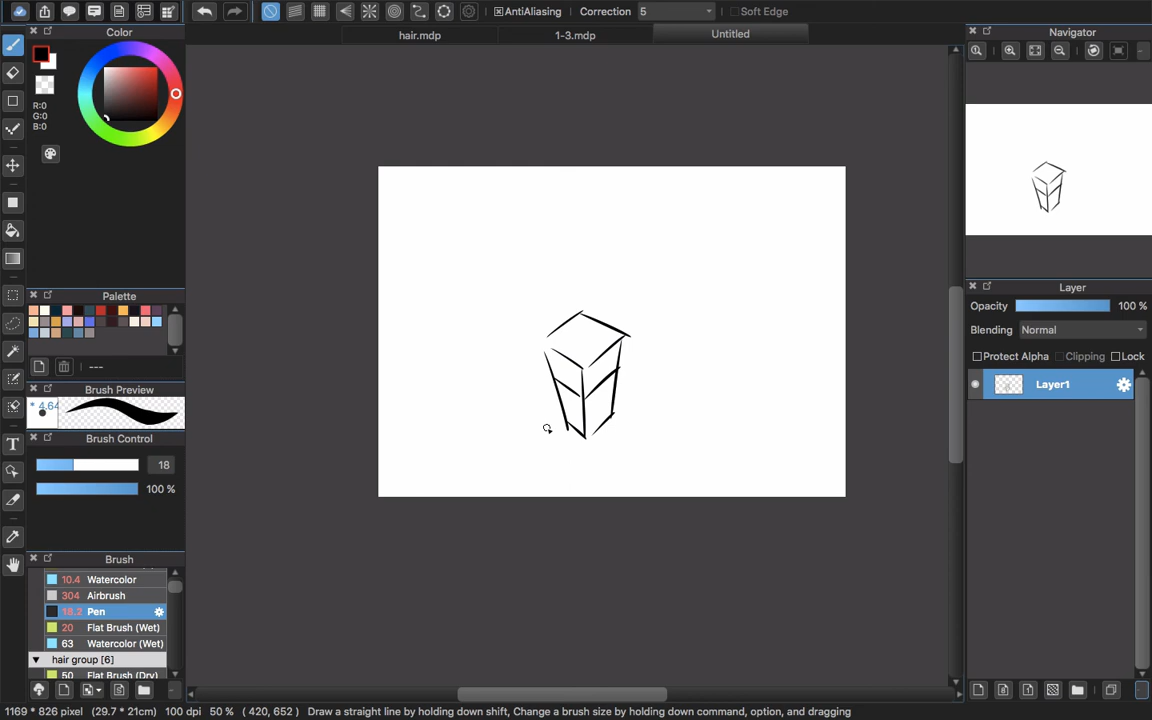 AntiAliasing Correction 5 Soft Edge
Color
hair.mdp 1-3.mdp Untitled
Navigator
R:0
G:0
B:0
Palette
---
Brush Preview
* 4.64
Brush Control
18
100 %
Brush
10.4 Watercolor
304 Airbrush
18.2 Pen
20 Flat Brush (Wet)
63 Watercolor (Wet)
hair group [6]
50 Flat Brush (Dry)
Layer
Opacity 100 %
Blending Normal
Protect Alpha Clipping Lock
Layer1
T
1169 * 826 pixel (29.7 * 21cm) 100 dpi 50 % ( 420, 652 ) Draw a straight line by holding down shift, Change a brush size by holding down command, option, and dragging